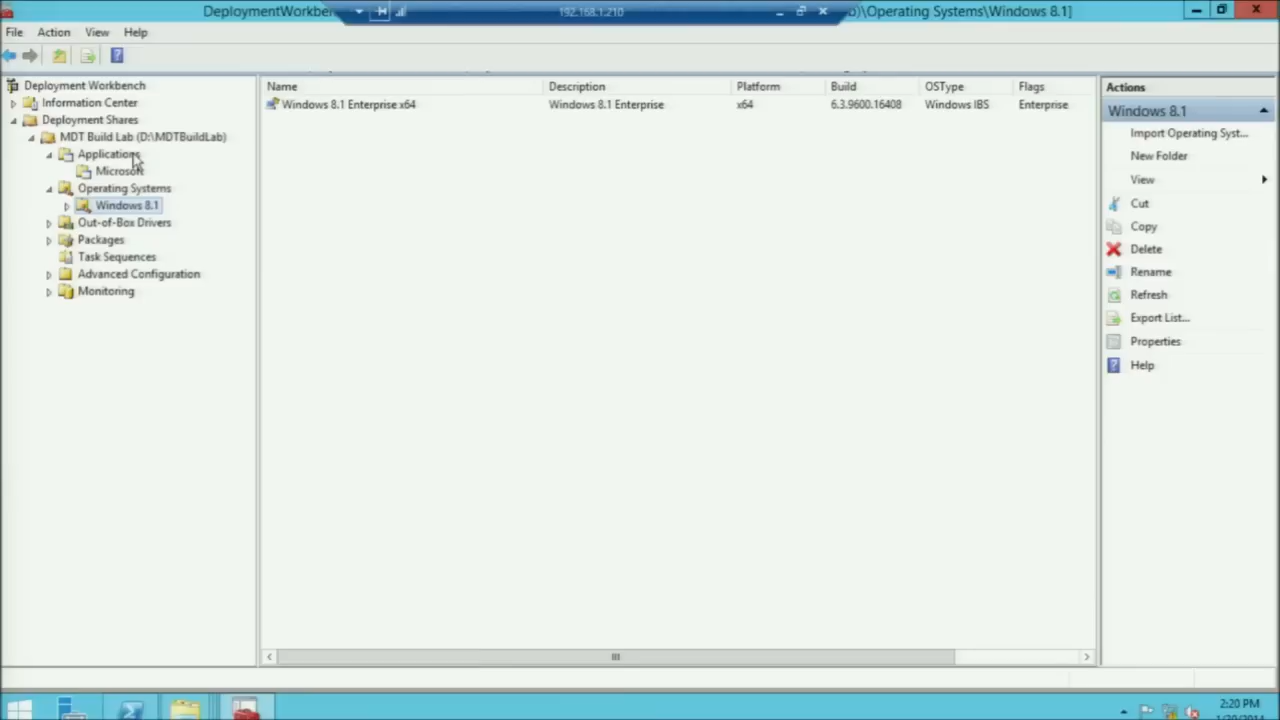 DeploymentWorkben
192.168.1.210
b)\Operating Systems\Windows 8.1]
File Action View Help
Deployment Workbench
Information Center
Deployment Shares
MDT Build Lab (D:\MDTBuildLab)
Applications
Microsoft
Operating Systems
Windows 8.1
Out-of-Box Drivers
Packages
Task Sequences
Advanced Configuration
Monitoring
Name Description Platform Build OSType Flags
Windows 8.1 Enterprise x64 Windows 8.1 Enterprise x64 6.3.9600.16408 Windows IBS Enterprise
Actions
Windows 8.1
Import Operating Syst...
New Folder
View
Cut
Copy
Delete
Rename
Refresh
Export List...
Properties
Help
2:20 PM